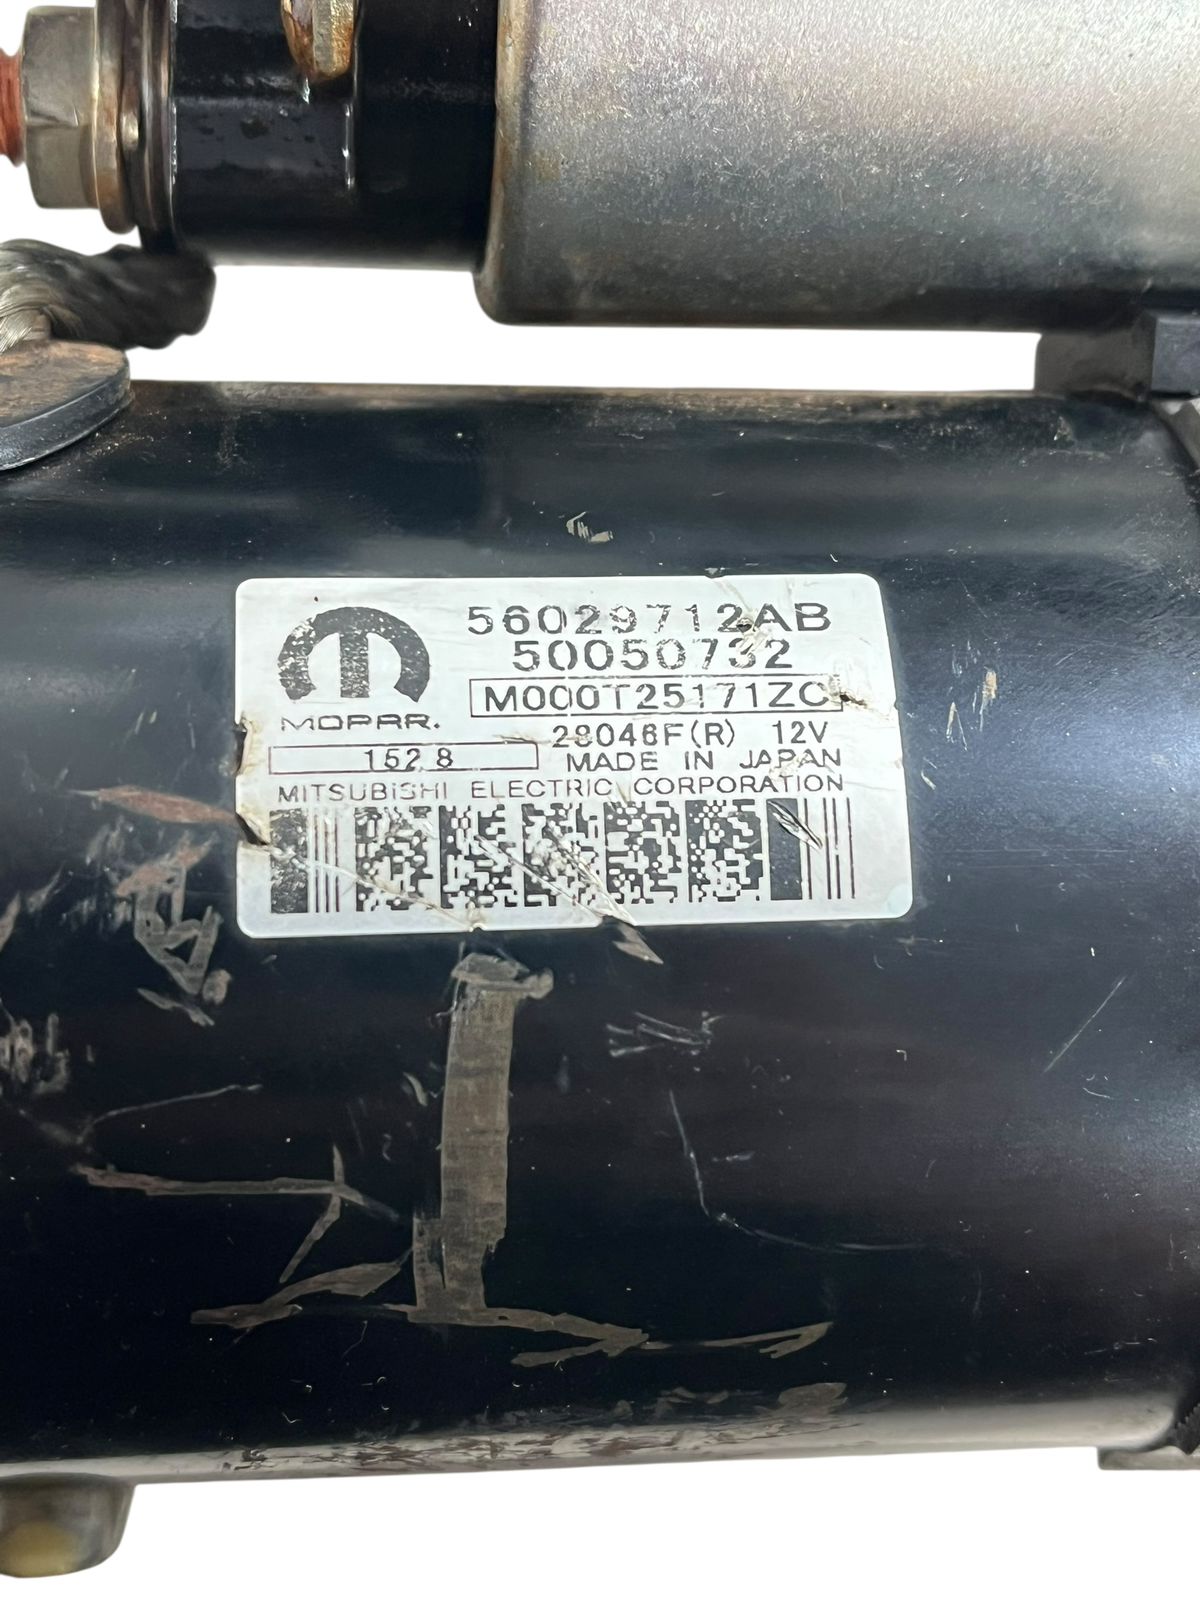 56029712AB
50050732
M000T25171ZC
MOPAR.
28046F(R) 12V
152 8
MADE IN JAPAN
MITSUBISHI ELECTRIC CORPORATION